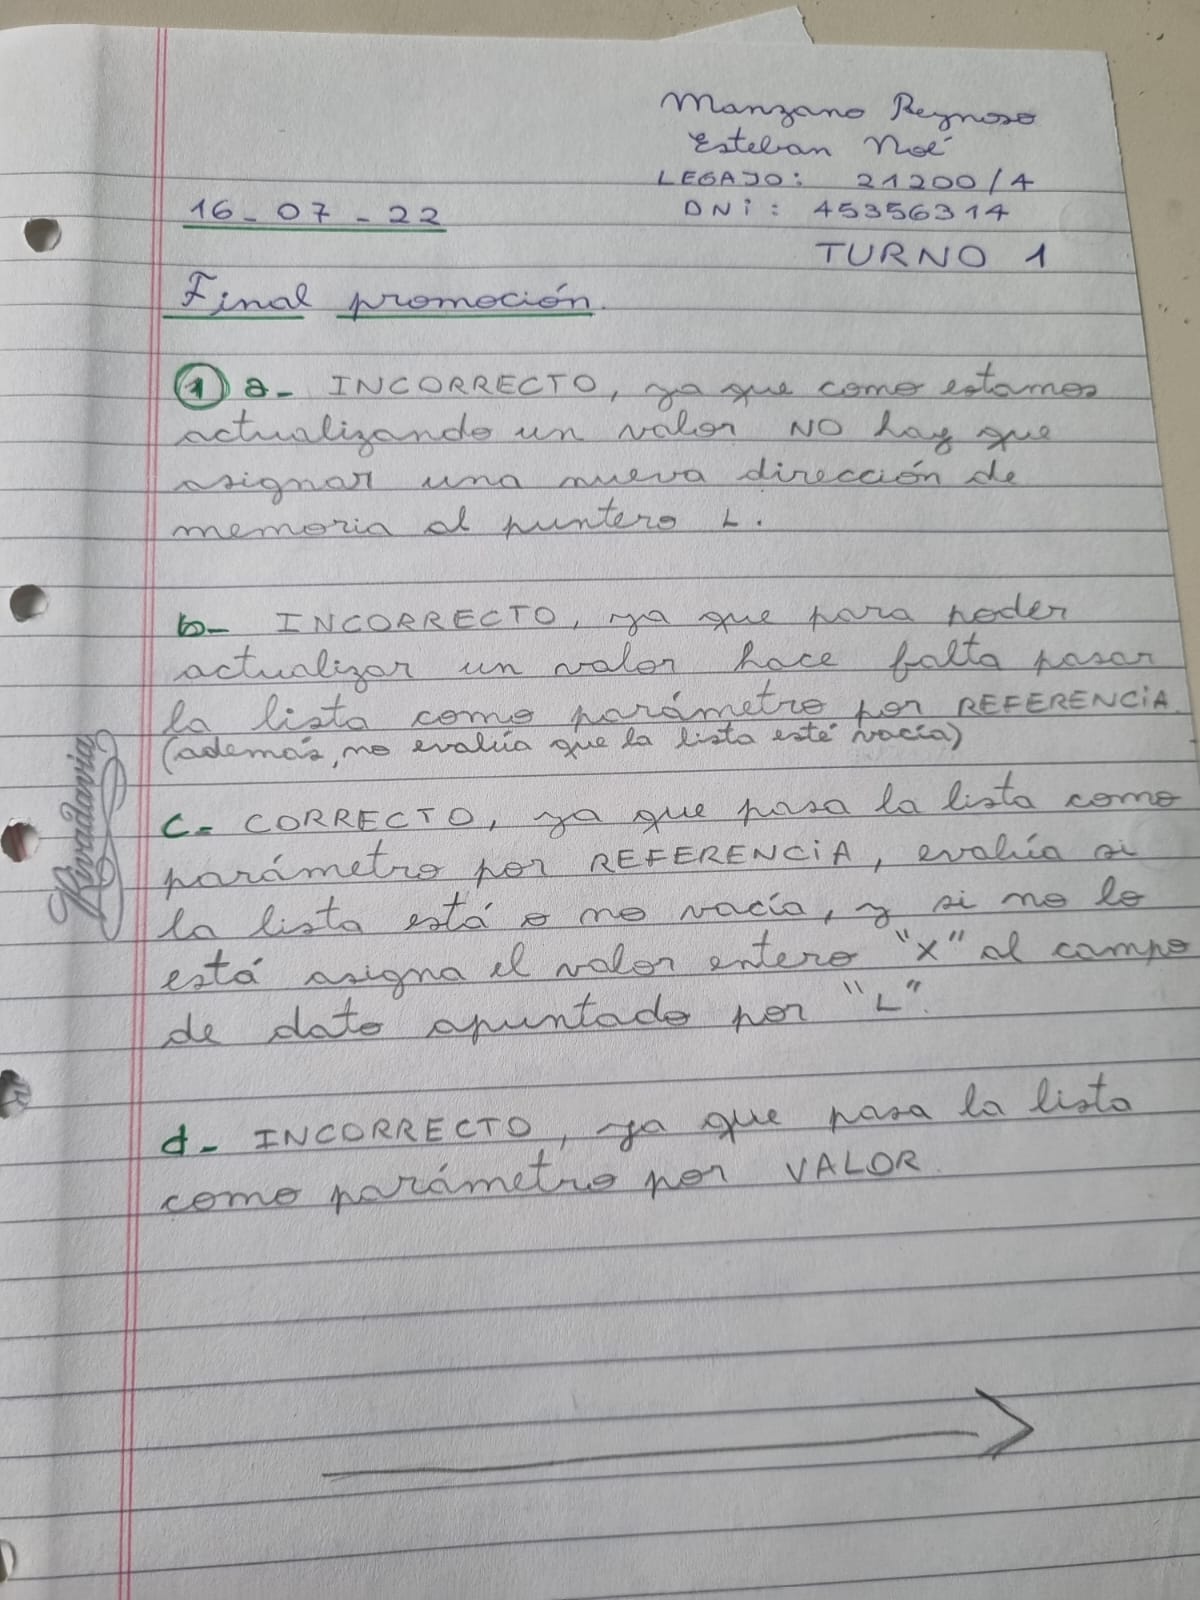 Manzano Reynoso
Esteban Noé
LEGAJO: 21200/4
16-07-22
DNi: 45356314
TURNO 1
Final promoción.
1 a- INCORRECTO, ya que como estamos
actualizando un valor NO hay que
asignar una nueva dirección de
memoria al puntero L.
b- INCORRECTO, ya que para poder
actualizar un valor hace falta pasar
la lista como parámetro por REFERENCiA.
(además, no evalúa que la lista esté vacía)
c- CORRECTO, ya que pasa la lista como
parámetro por REFERENCiA, evalúa si
la lista está o no vacía, y si no lo
está asigna el valor entero "X" al campo
de dato apuntado por "L".
d- INCORRECTO, ya que pasa la lista
como parámetro por VALOR.
Rivadavia